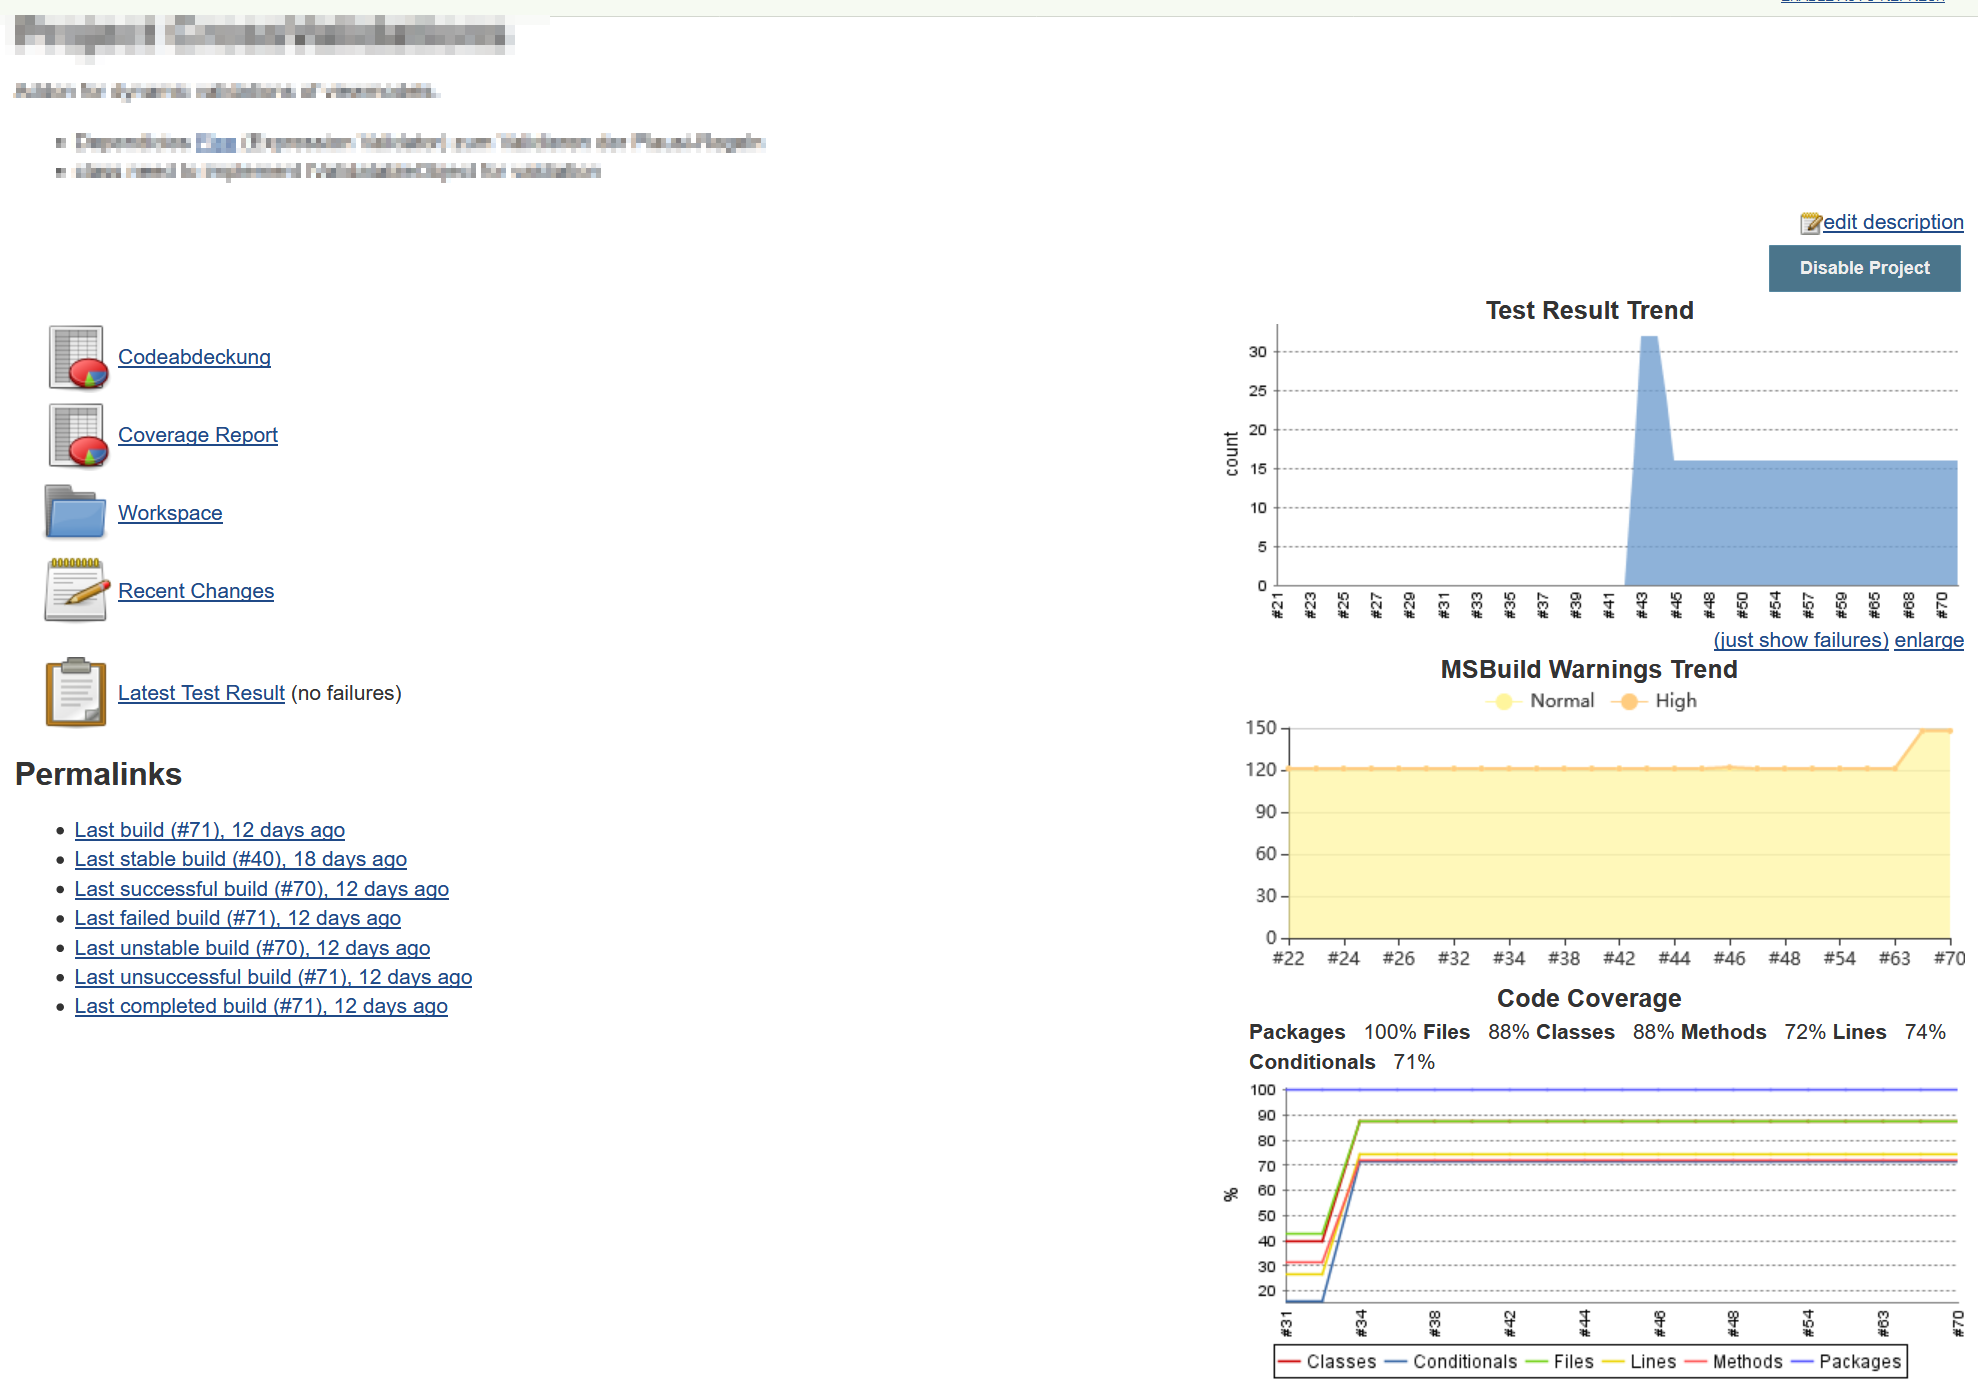 edit description
Disable Project
Codeabdeckung
Coverage Report
Workspace
Recent Changes
Latest Test Result (no failures)
Permalinks
Last build (#71), 12 days ago
Last stable build (#40), 18 days ago
Last successful build (#70), 12 days ago
Last failed build (#71), 12 days ago
Last unstable build (#70), 12 days ago
Last unsuccessful build (#71), 12 days ago
Last completed build (#71), 12 days ago
Test Result Trend
30
25
20
15
10
5
0
count
#21 #23 #25 #27 #29 #31 #33 #35 #37 #39 #41 #43 #45 #48 #50 #54 #57 #59 #65 #68 #70
(just show failures) enlarge
MSBuild Warnings Trend
Normal High
150
120
90
60
30
0
#22 #24 #26 #32 #34 #38 #42 #44 #46 #48 #54 #63 #70
Code Coverage
Packages 100% Files 88% Classes 88% Methods 72% Lines 74%
Conditionals 71%
100
90
80
70
60
50
40
30
20
%
#31 #34 #38 #42 #44 #46 #48 #54 #63 #70
Classes Conditionals Files Lines Methods Packages